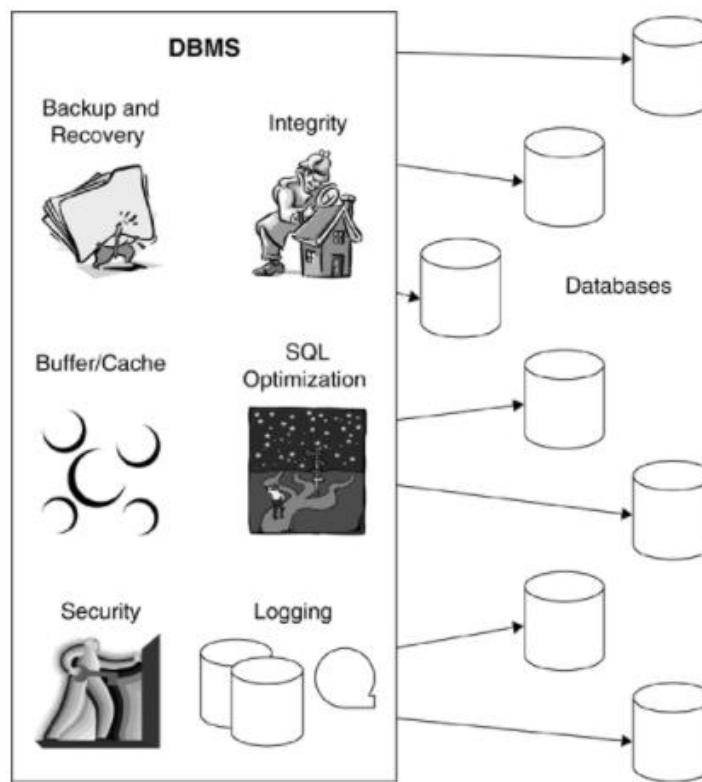 DBMS
Backup and
Recovery
Integrity
Databases
Buffer/Cache
SQL
Optimization
Security
Logging